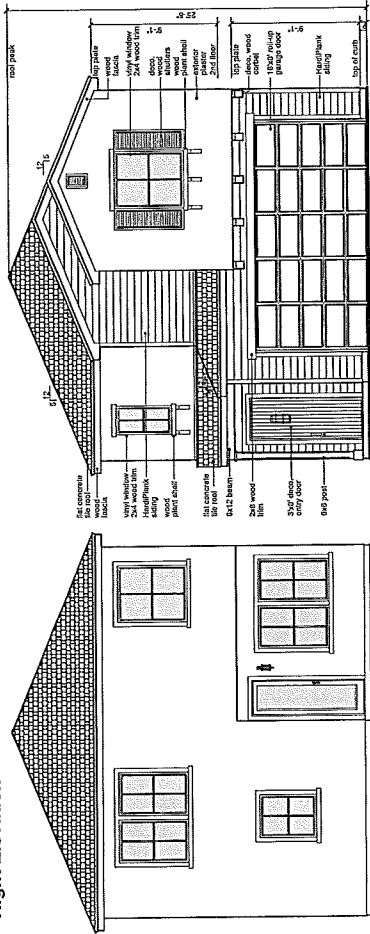 roof peak
25'-6"
12
5
top plate
wood
fascia
vinyl window
2x4 wood trim
deco.
wood
shutters
wood
plant shelf
exterior
plaster
2nd floor
9'-1"
top plate
deco. wood
corbel
16'x8' roll-up
garage door
HardiPlank
siding
top of curb
9'-1"
12
5
flat concrete
tile roof
wood
fascia
vinyl window
2x4 wood trim
HardiPlank
siding
wood
plant shelf
flat concrete
tile roof
6x12 beam
2x8 wood
trim
3'x8' deco.
entry door
6x6 post